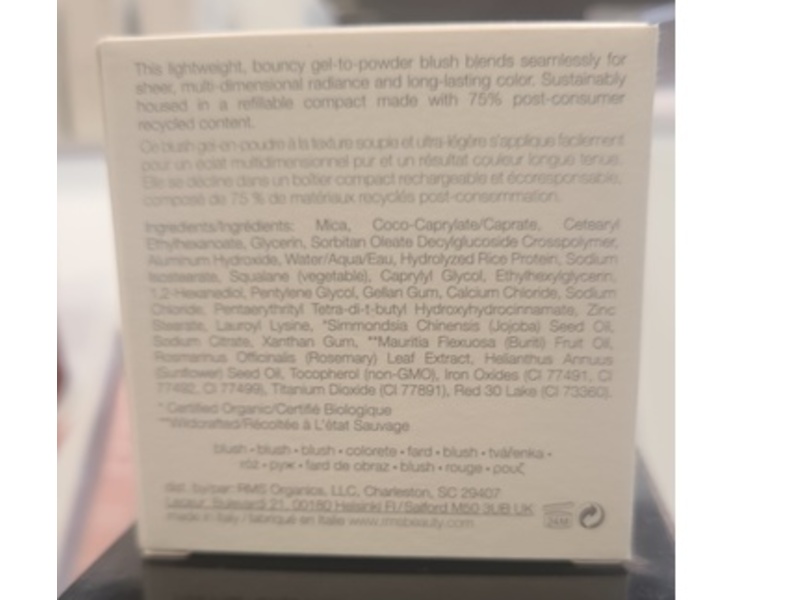 This lightweight, bouncy gel-to-powder blush blends seamlessly for
sheer, multi-dimensional radiance and long-lasting color. Sustainably
housed in a refillable compact made with 75% post-consumer
recycled content.
Ce blush gel-en-poudre à la texture souple et ultra-légère s'applique facilement
pour un éclat multidimensionnel pur et un résultat couleur longue tenue.
Elle se décline dans un boîtier compact rechargeable et écoresponsable,
composé de 75 % de matériaux recyclés post-consommation.
Ingredients/Ingrédients: Mica, Coco-Caprylate/Caprate, Cetearyl
Ethylhexanoate, Glycerin, Sorbitan Oleate Decylglucoside Crosspolymer,
Aluminum Hydroxide, Water/Aqua/Eau, Hydrolyzed Rice Protein, Sodium
Isostearate, Squalane (vegetable), Caprylyl Glycol, Ethylhexylglycerin,
1,2-Hexanediol, Pentylene Glycol, Gellan Gum, Calcium Chloride, Sodium
Chloride, Pentaerythrityl Tetra-di-t-butyl Hydroxyhydrocinnamate, Zinc
Stearate, Lauroyl Lysine, *Simmondsia Chinensis (Jojoba) Seed Oil,
Sodium Citrate, Xanthan Gum, **Mauritia Flexuosa (Buriti) Fruit Oil,
Rosmarinus Officinalis (Rosemary) Leaf Extract, Helianthus Annuus
(Sunflower) Seed Oil, Tocopherol (non-GMO), Iron Oxides (CI 77491, CI
77492, CI 77499), Titanium Dioxide (CI 77891), Red 30 Lake (CI 73360).
* Certified Organic/Certifié Biologique
**Wildcrafted/Récoltée à L'état Sauvage
blush • blush • blush • colorete • fard • blush • tvářenka •
róż • руж • fard de obraz • blush • rouge • pouč
dist. by/par: RMS Organics, LLC, Charleston, SC 29407
00180 Helsinki FI / Salford M50 3UB UK
made in Italy / fabriqué en Italie www.rmsbeauty.com
24M